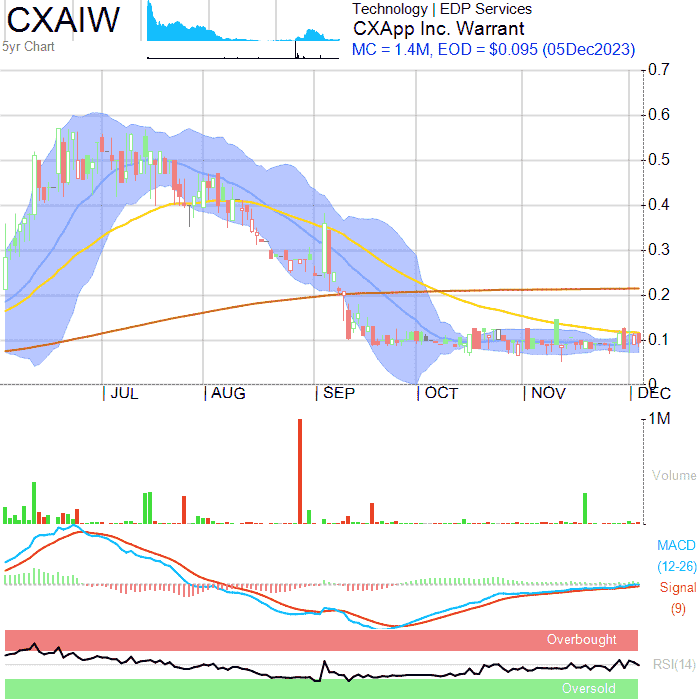 CXAIW
5yr Chart
Technology | EDP Services
CXApp Inc. Warrant
MC = 1.4M, EOD = $0.095 (05Dec2023)
0.7
0.6
0.5
0.4
0.3
0.2
0.1
0
JUL AUG SEP OCT NOV DEC
1M
Volume
MACD
(12-26)
Signal
(9)
Overbought
RSI(14)
Oversold